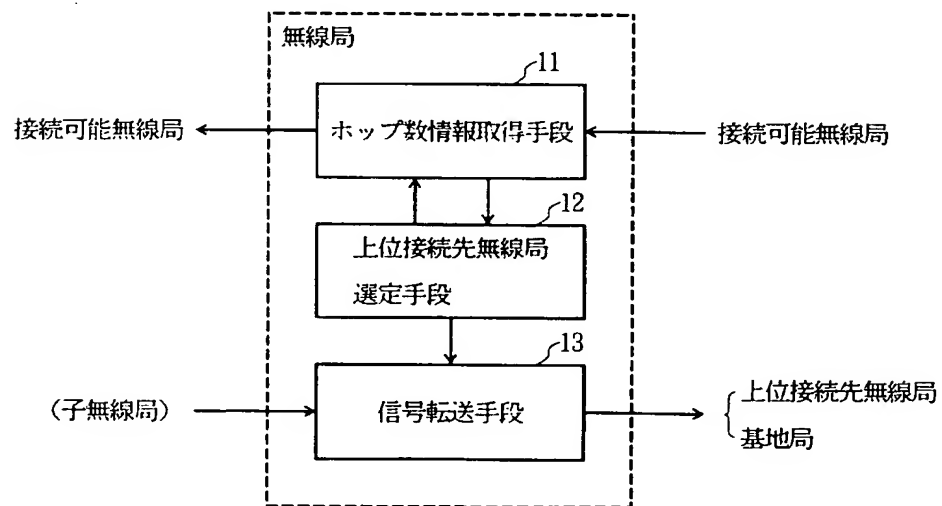 無線局
11
接続可能無線局
ホップ数情報取得手段
接続可能無線局
12
上位接続先無線局
選定手段
13
(子無線局)
信号転送手段
上位接続先無線局
基地局